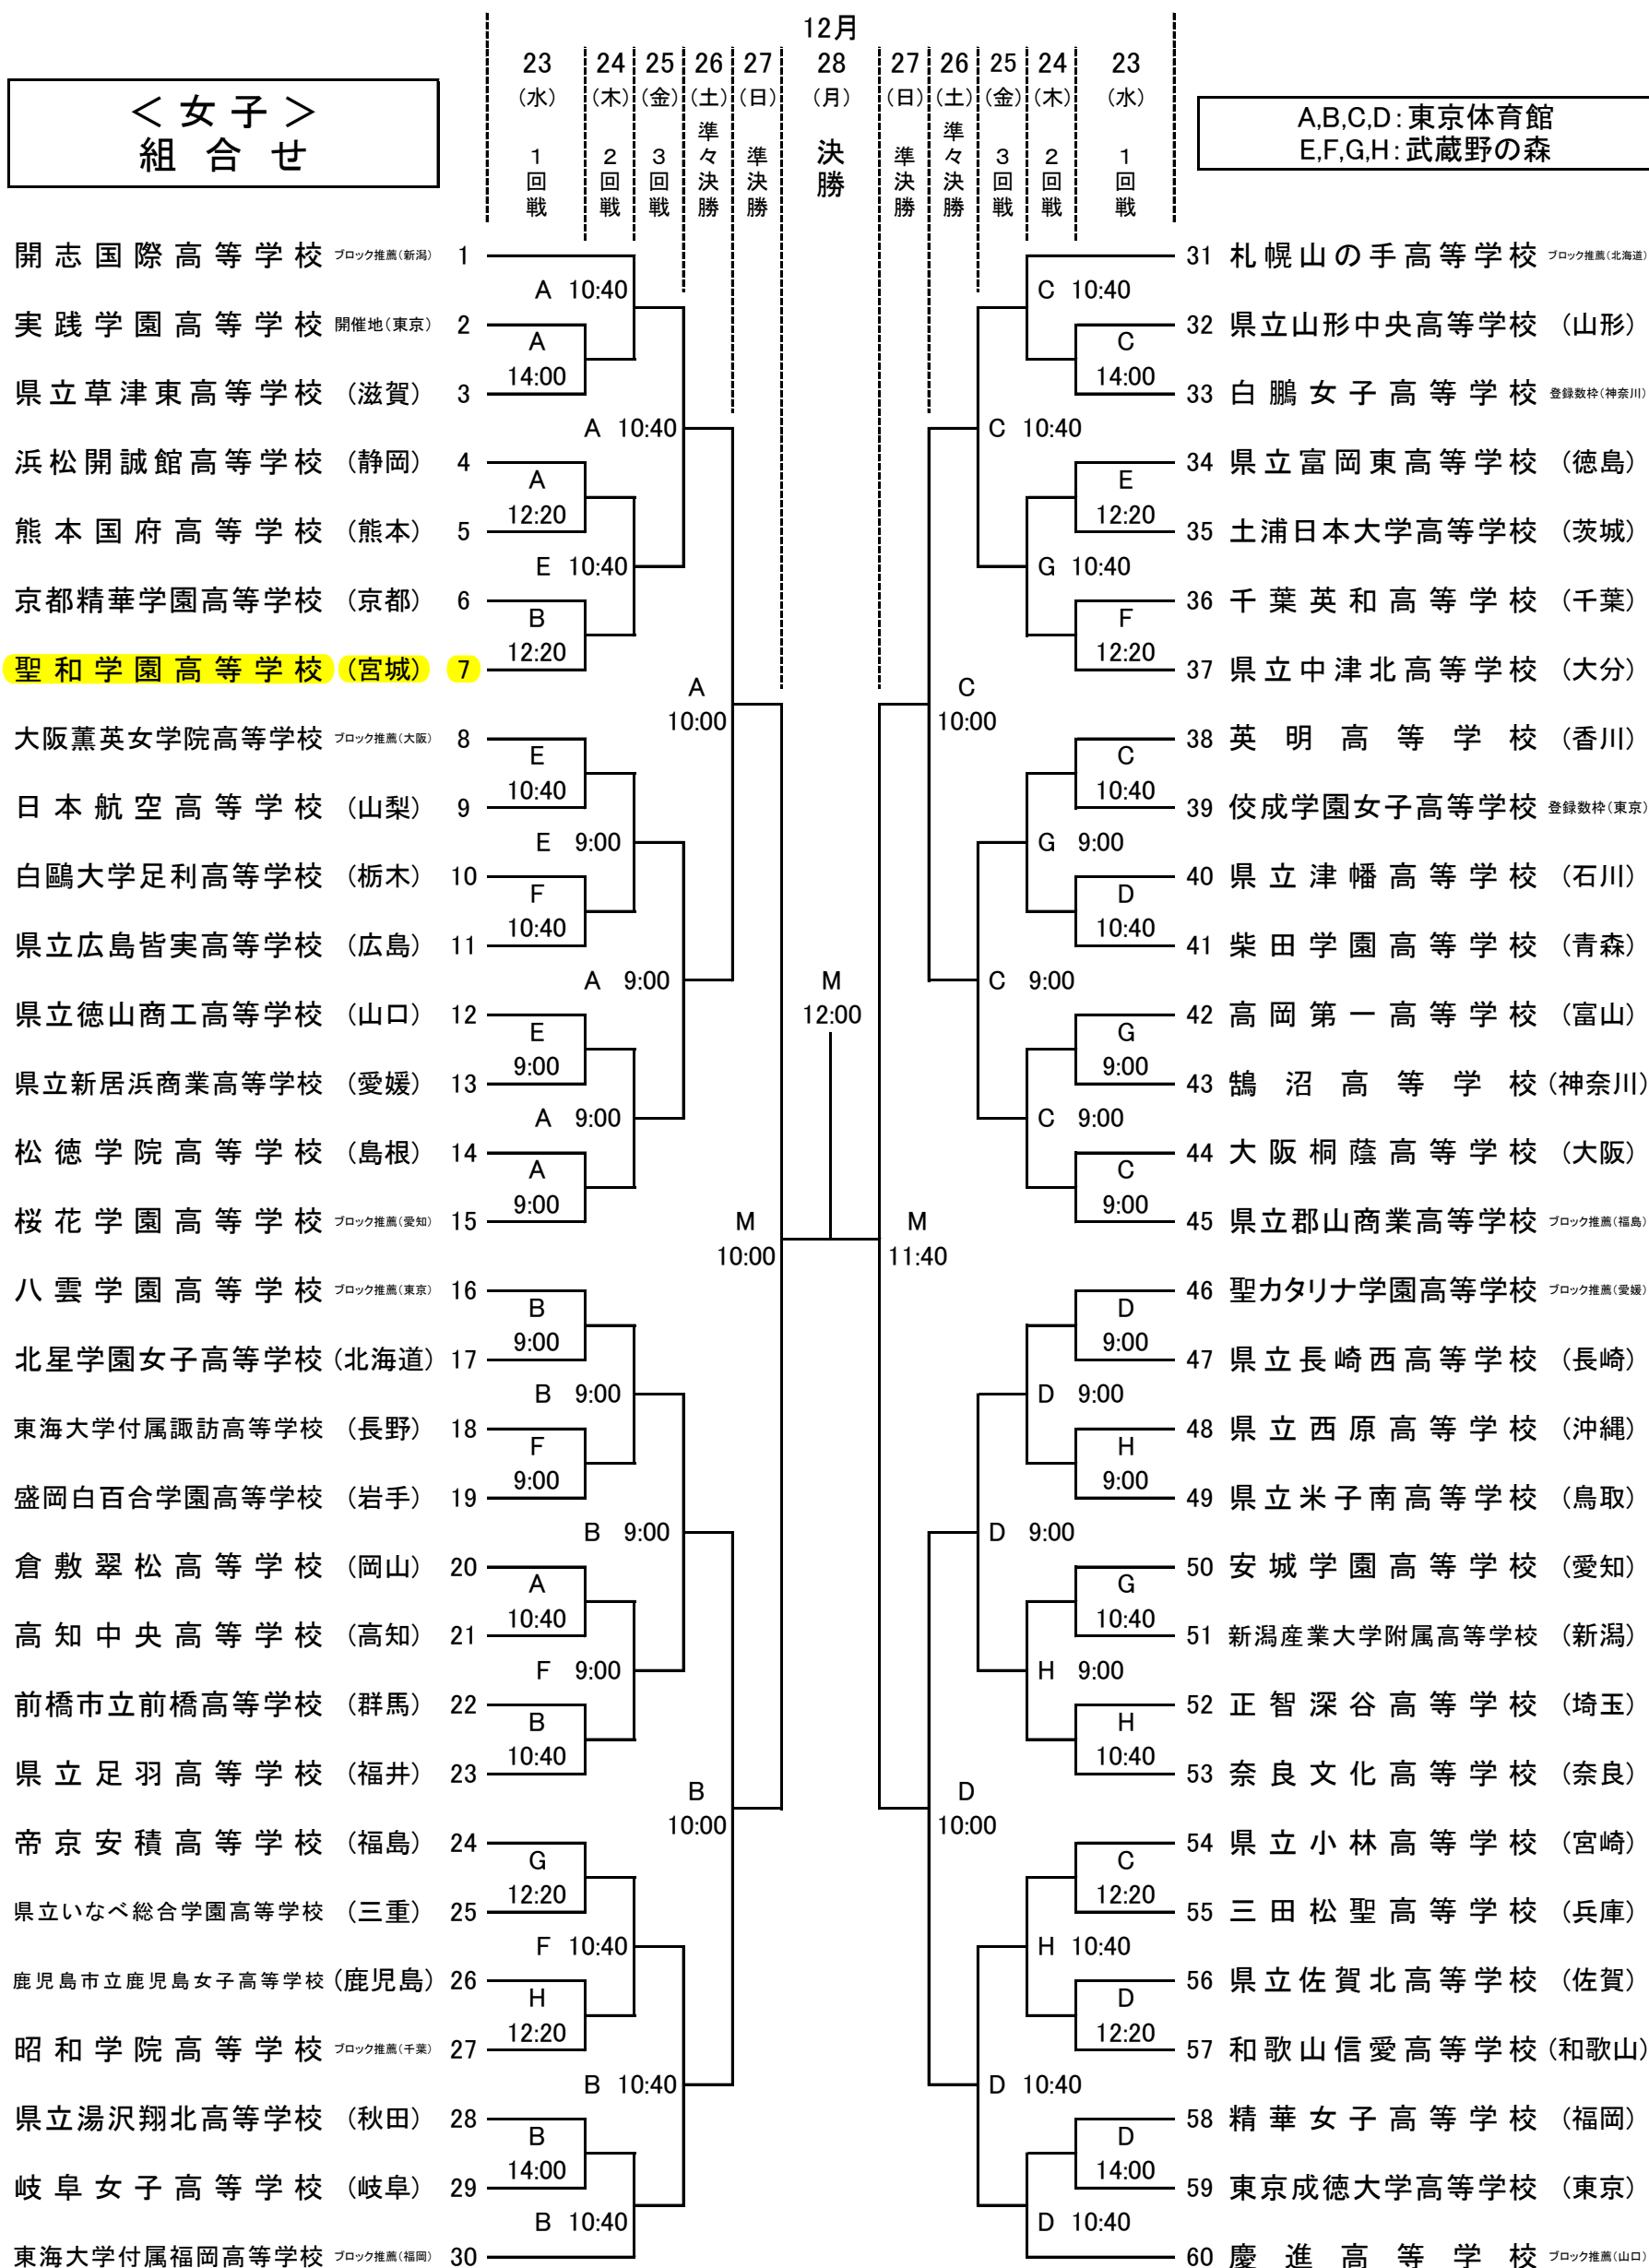 12月
23 24 25 26 27 28 27 26 25 24 23
(水) (木) (金) (土) (日) (月) (日) (土) (金) (木) (水)
1回戦 2回戦 3回戦 準々決勝 準決勝 決勝 準決勝 準々決勝 3回戦 2回戦 1回戦
＜女子＞
組合せ
A,B,C,D：東京体育館
E,F,G,H：武蔵野の森
開志国際高等学校 ブロック推薦(新潟) 1
A 10:40
実践学園高等学校 開催地(東京) 2
A
14:00
県立草津東高等学校 (滋賀) 3
A 10:40
浜松開誠館高等学校 (静岡) 4
A
12:20
熊本国府高等学校 (熊本) 5
E 10:40
京都精華学園高等学校 (京都) 6
B
12:20
聖和学園高等学校 (宮城) 7
A
10:00
大阪薫英女学院高等学校 ブロック推薦(大阪) 8
E
10:40
日本航空高等学校 (山梨) 9
E 9:00
白鷗大学足利高等学校 (栃木) 10
F
10:40
県立広島皆実高等学校 (広島) 11
A 9:00
県立徳山商工高等学校 (山口) 12
E
9:00
県立新居浜商業高等学校 (愛媛) 13
A 9:00
松徳学院高等学校 (島根) 14
A
9:00
桜花学園高等学校 ブロック推薦(愛知) 15
M
10:00
八雲学園高等学校 ブロック推薦(東京) 16
B
9:00
北星学園女子高等学校 (北海道) 17
B 9:00
東海大学付属諏訪高等学校 (長野) 18
F
9:00
盛岡白百合学園高等学校 (岩手) 19
B 9:00
倉敷翠松高等学校 (岡山) 20
A
10:40
高知中央高等学校 (高知) 21
F 9:00
前橋市立前橋高等学校 (群馬) 22
B
10:40
県立足羽高等学校 (福井) 23
B
10:00
帝京安積高等学校 (福島) 24
G
12:20
県立いなべ総合学園高等学校 (三重) 25
F 10:40
鹿児島市立鹿児島女子高等学校 (鹿児島) 26
H
12:20
昭和学院高等学校 ブロック推薦(千葉) 27
B 10:40
県立湯沢翔北高等学校 (秋田) 28
B
14:00
岐阜女子高等学校 (岐阜) 29
B 10:40
東海大学付属福岡高等学校 ブロック推薦(福岡) 30
M
12:00
31 札幌山の手高等学校 ブロック推薦(北海道)
C 10:40
32 県立山形中央高等学校 (山形)
C
14:00
33 白鵬女子高等学校 登録数枠(神奈川)
C 10:40
34 県立富岡東高等学校 (徳島)
E
12:20
35 土浦日本大学高等学校 (茨城)
G 10:40
36 千葉英和高等学校 (千葉)
F
12:20
37 県立中津北高等学校 (大分)
C
10:00
38 英明高等学校 (香川)
C
10:40
39 佼成学園女子高等学校 登録数枠(東京)
G 9:00
40 県立津幡高等学校 (石川)
D
10:40
41 柴田学園高等学校 (青森)
C 9:00
42 高岡第一高等学校 (富山)
G
9:00
43 鵠沼高等学校 (神奈川)
C 9:00
44 大阪桐蔭高等学校 (大阪)
C
9:00
45 県立郡山商業高等学校 ブロック推薦(福島)
M
11:40
46 聖カタリナ学園高等学校 ブロック推薦(愛媛)
D
9:00
47 県立長崎西高等学校 (長崎)
D 9:00
48 県立西原高等学校 (沖縄)
H
9:00
49 県立米子南高等学校 (鳥取)
D 9:00
50 安城学園高等学校 (愛知)
G
10:40
51 新潟産業大学附属高等学校 (新潟)
H 9:00
52 正智深谷高等学校 (埼玉)
H
10:40
53 奈良文化高等学校 (奈良)
D
10:00
54 県立小林高等学校 (宮崎)
C
12:20
55 三田松聖高等学校 (兵庫)
H 10:40
56 県立佐賀北高等学校 (佐賀)
D
12:20
57 和歌山信愛高等学校 (和歌山)
D 10:40
58 精華女子高等学校 (福岡)
D
14:00
59 東京成徳大学高等学校 (東京)
D 10:40
60 慶進高等学校 ブロック推薦(山口)